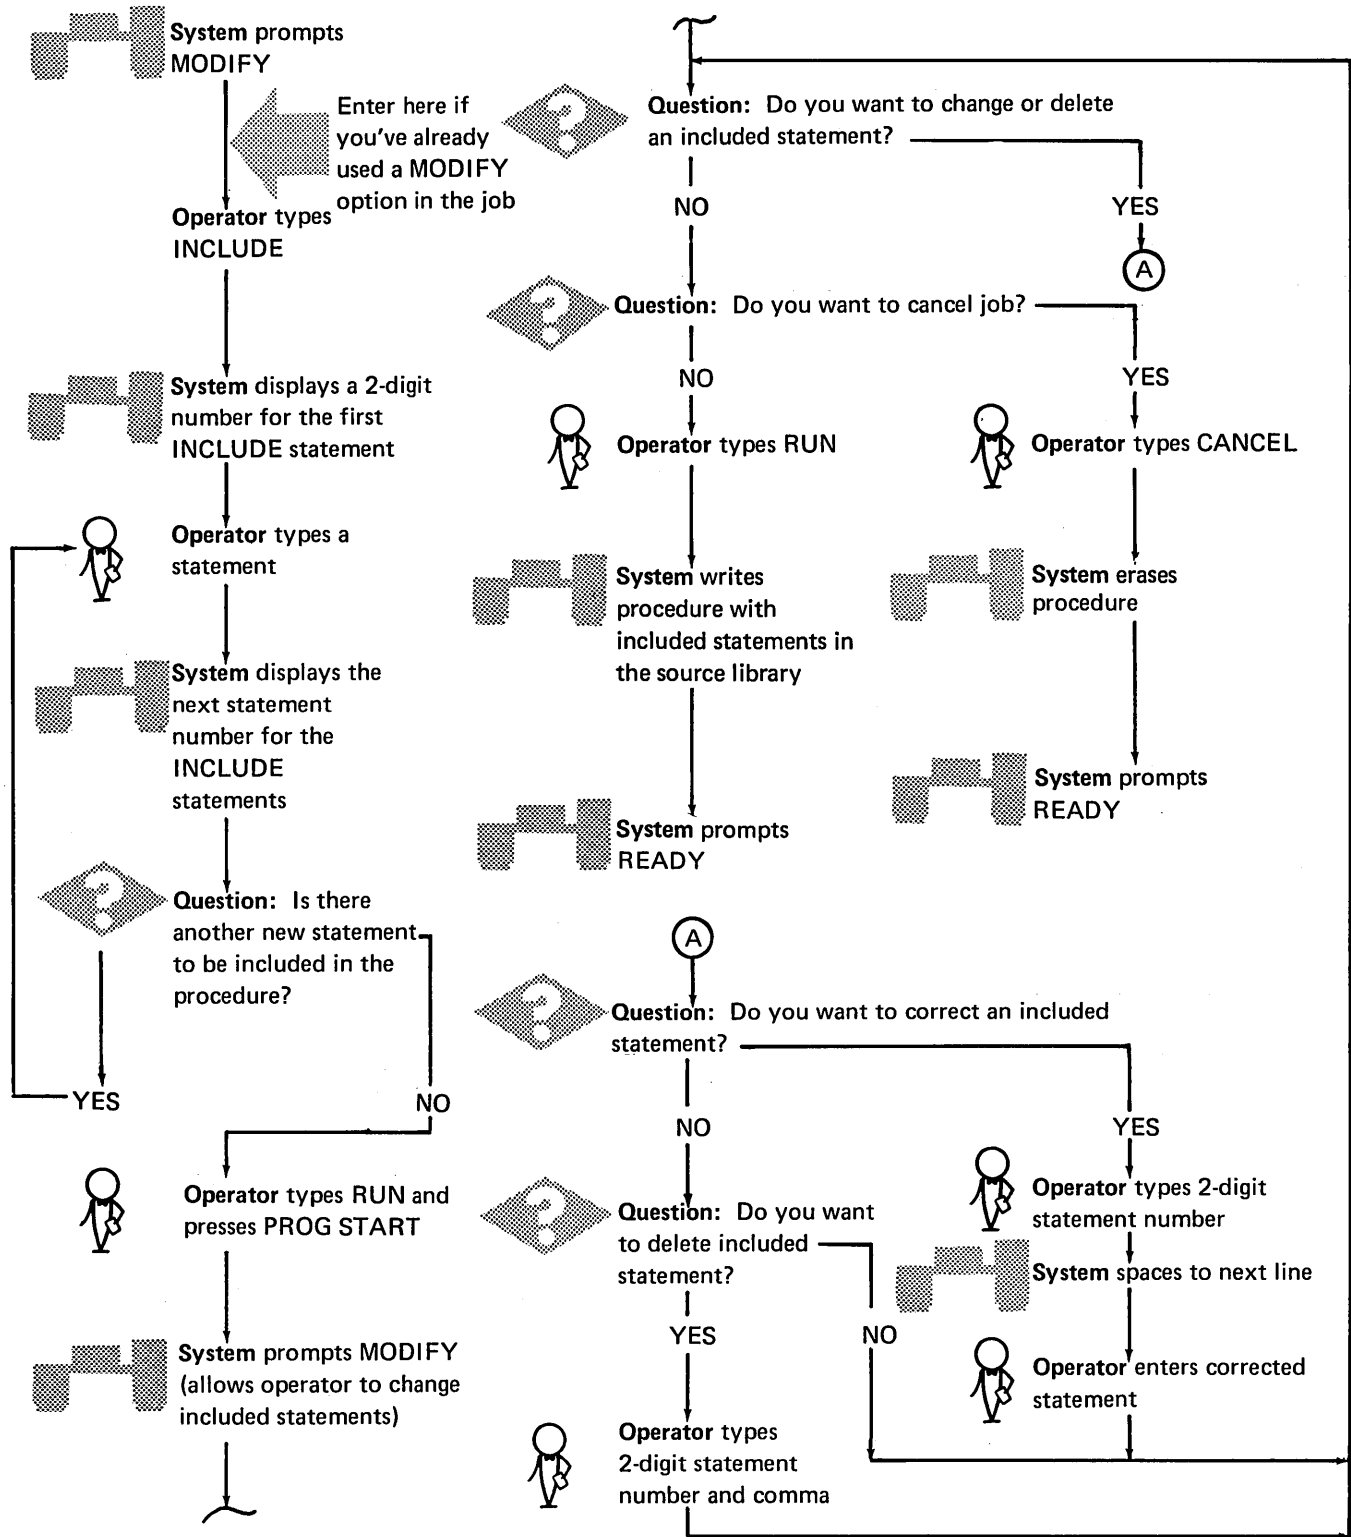 System prompts
MODIFY
Enter here if
you've already
used a MODIFY
option in the job
Operator types
INCLUDE
System displays a 2-digit
number for the first
INCLUDE statement
Operator types a
statement
System displays the
next statement
number for the
INCLUDE
statements
Question: Is there
another new statement
to be included in the
procedure?
YES
NO
Operator types RUN and
presses PROG START
System prompts MODIFY
(allows operator to change
included statements)
Question: Do you want to change or delete
an included statement?
NO
YES
A
Question: Do you want to cancel job?
NO
YES
Operator types RUN
Operator types CANCEL
System writes
procedure with
included statements in
the source library
System erases
procedure
System prompts
READY
System prompts
READY
A
Question: Do you want to correct an included
statement?
NO
YES
Question: Do you want
to delete included
statement?
YES
NO
Operator types
2-digit statement
number and comma
Operator types 2-digit
statement number
System spaces to next line
Operator enters corrected
statement